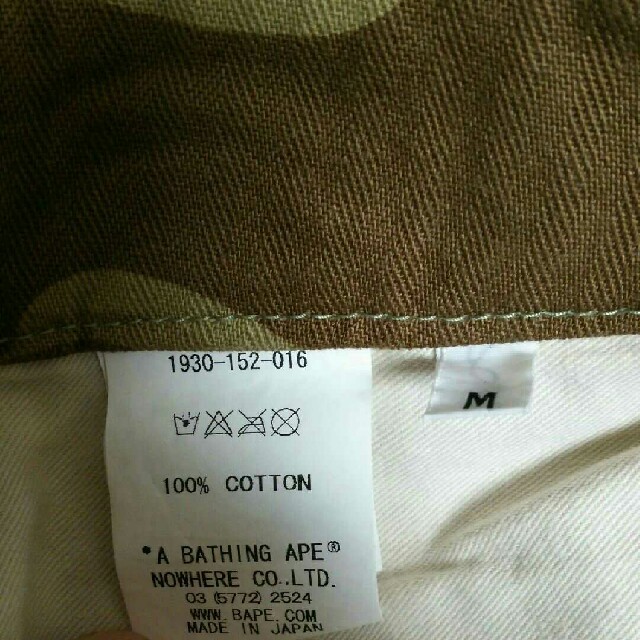 1930-152-016
M
100% COTTON
*A BATHING APE®
NOWHERE CO.,LTD.
03 (5772) 2524
WWW.BAPE.COM
MADE IN JAPAN